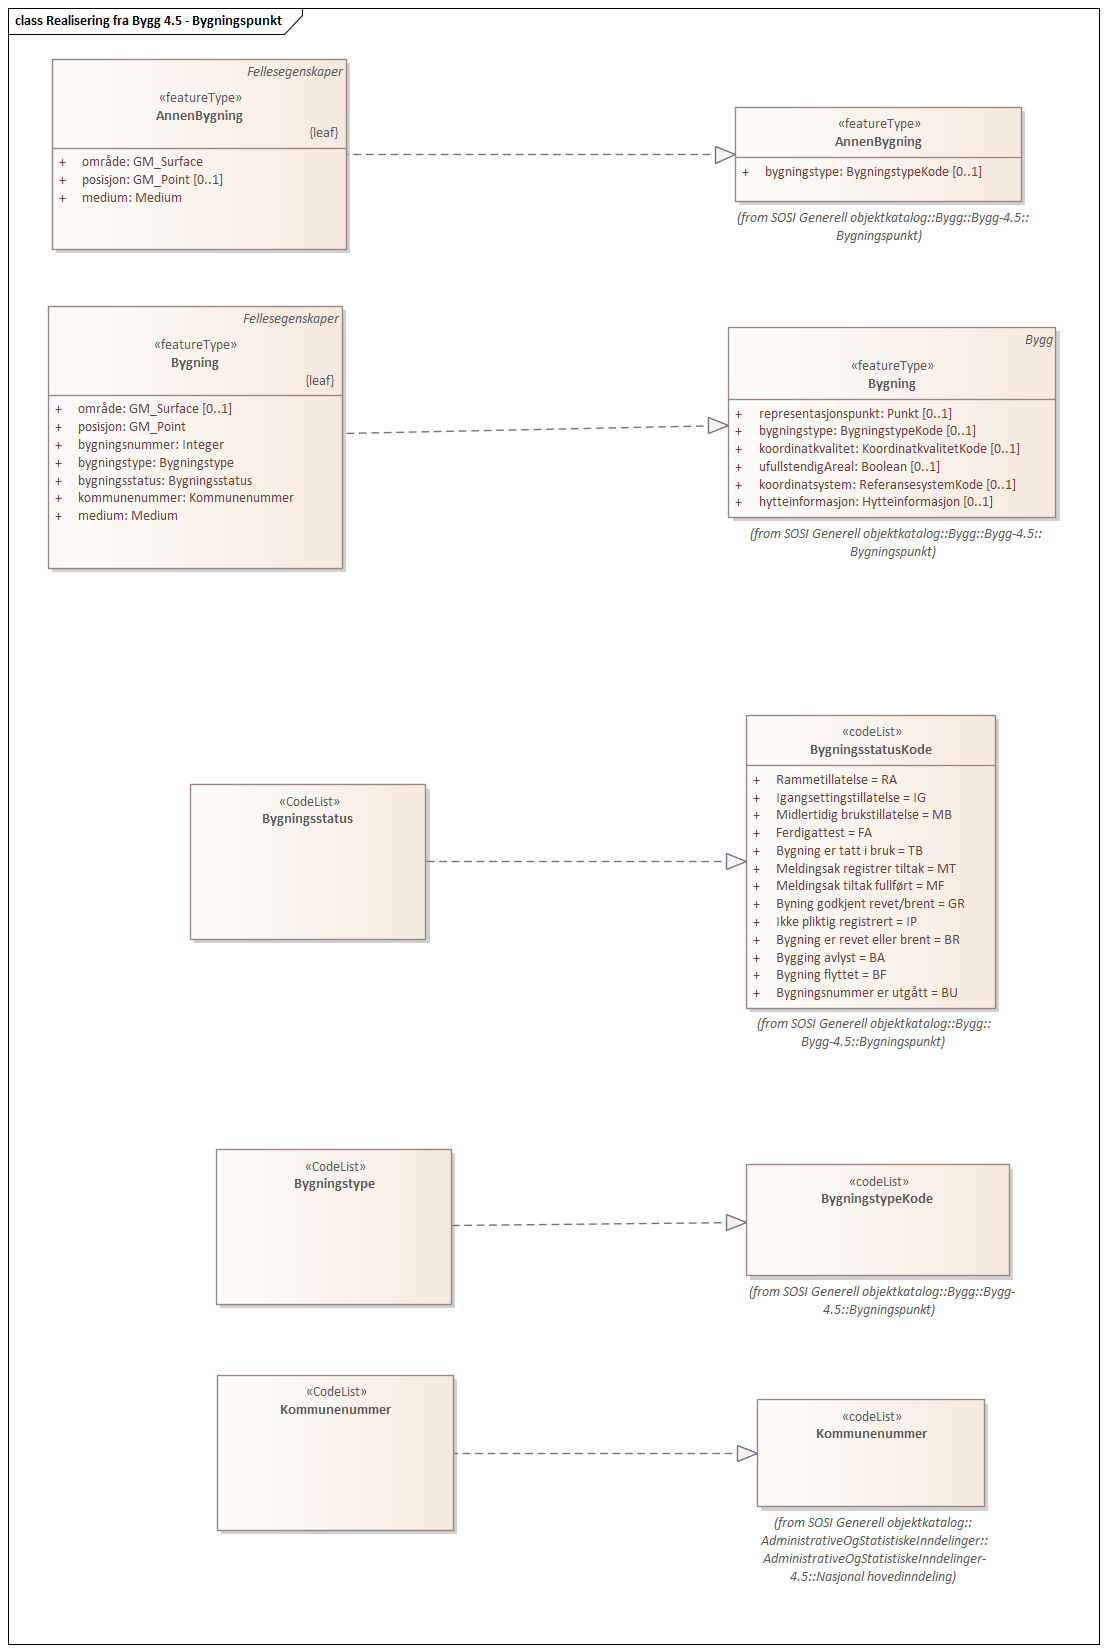 class Realisering fra Bygg 4.5 - Bygningspunkt
Fellesegenskaper
«featureType»
AnnenBygning
{leaf}
+ område: GM_Surface
+ posisjon: GM_Point [0..1]
+ medium: Medium
«featureType»
AnnenBygning
+ bygningstype: BygningstypeKode [0..1]
(from SOSI Generell objektkatalog::Bygg::Bygg-4.5::
Bygningspunkt)
Fellesegenskaper
«featureType»
Bygning
{leaf}
+ område: GM_Surface [0..1]
+ posisjon: GM_Point
+ bygningsnummer: Integer
+ bygningstype: Bygningstype
+ bygningsstatus: Bygningsstatus
+ kommunenummer: Kommunenummer
+ medium: Medium
Bygg
«featureType»
Bygning
+ representasjonspunkt: Punkt [0..1]
+ bygningstype: BygningstypeKode [0..1]
+ koordinatkvalitet: KoordinatkvalitetKode [0..1]
+ ufullstendigAreal: Boolean [0..1]
+ koordinatsystem: ReferansesystemKode [0..1]
+ hytteinformasjon: Hytteinformasjon [0..1]
(from SOSI Generell objektkatalog::Bygg::Bygg-4.5::
Bygningspunkt)
«CodeList»
Bygningsstatus
«codeList»
BygningsstatusKode
+ Rammetillatelse = RA
+ Igangsettingstillatelse = IG
+ Midlertidig brukstillatelse = MB
+ Ferdigattest = FA
+ Bygning er tatt i bruk = TB
+ Meldingsak registrer tiltak = MT
+ Meldingsak tiltak fullført = MF
+ Byning godkjent revet/brent = GR
+ Ikke pliktig registrert = IP
+ Bygning er revet eller brent = BR
+ Bygging avlyst = BA
+ Bygning flyttet = BF
+ Bygningsnummer er utgått = BU
(from SOSI Generell objektkatalog::Bygg::
Bygg-4.5::Bygningspunkt)
«CodeList»
Bygningstype
«codeList»
BygningstypeKode
(from SOSI Generell objektkatalog::Bygg::Bygg-
4.5::Bygningspunkt)
«CodeList»
Kommunenummer
«codeList»
Kommunenummer
(from SOSI Generell objektkatalog::
AdministrativeOgStatistiskeInndelinger::
AdministrativeOgStatistiskeInndelinger-
4.5::Nasjonal hovedinndeling)